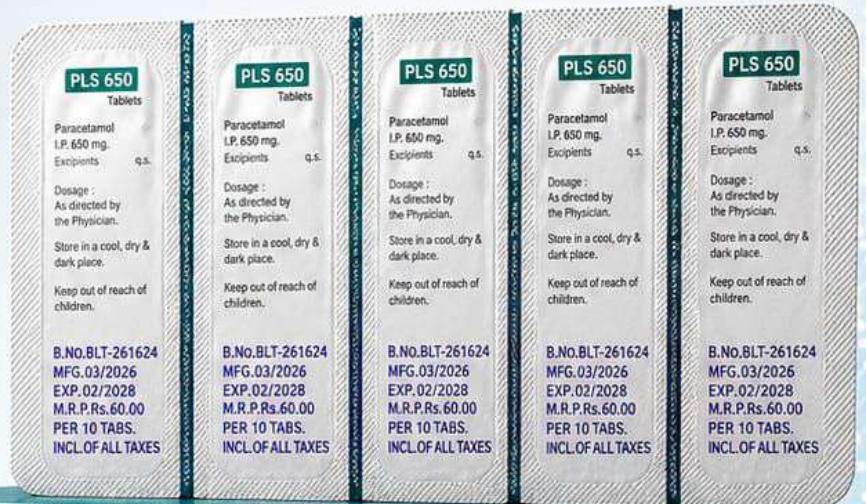 PLS 650
Tablets
Paracetamol
I.P. 650 mg.
Excipients q.s.
Dosage :
As directed by
the Physician.
Store in a cool, dry &
dark place.
Keep out of reach of
children.
B.NO.BLT-261624
MFG.03/2026
EXP.02/2028
M.R.P.Rs.60.00
PER 10 TABS.
INCL.OF ALL TAXES
PLS 650
Tablets
Paracetamol
I.P. 650 mg.
Excipients q.s.
Dosage :
As directed by
the Physician.
Store in a cool, dry &
dark place.
Keep out of reach of
children.
B.NO.BLT-261624
MFG.03/2026
EXP.02/2028
M.R.P.Rs.60.00
PER 10 TABS.
INCL.OF ALL TAXES
PLS 650
Tablets
Paracetamol
I.P. 650 mg.
Excipients q.s.
Dosage :
As directed by
the Physician.
Store in a cool, dry &
dark place.
Keep out of reach of
children.
B.NO.BLT-261624
MFG.03/2026
EXP.02/2028
M.R.P.Rs.60.00
PER 10 TABS.
INCL.OF ALL TAXES
PLS 650
Tablets
Paracetamol
I.P. 650 mg.
Excipients q.s.
Dosage :
As directed by
the Physician.
Store in a cool, dry &
dark place.
Keep out of reach of
children.
B.NO.BLT-261624
MFG.03/2026
EXP.02/2028
M.R.P.Rs.60.00
PER 10 TABS.
INCL.OF ALL TAXES
PLS 650
Tablets
Paracetamol
I.P. 650 mg.
Excipients q.s.
Dosage :
As directed by
the Physician.
Store in a cool, dry &
dark place.
Keep out of reach of
children.
B.NO.BLT-261624
MFG.03/2026
EXP.02/2028
M.R.P.Rs.60.00
PER 10 TABS.
INCL.OF ALL TAXES